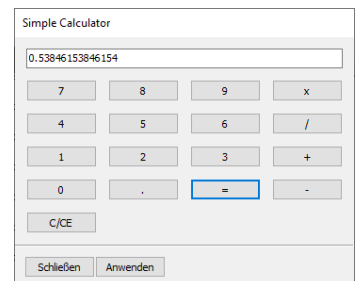 Simple Calculator
0.53846153846154
7 8 9 x
4 5 6 /
1 2 3 +
0 . = -
C/CE
Schließen Anwenden